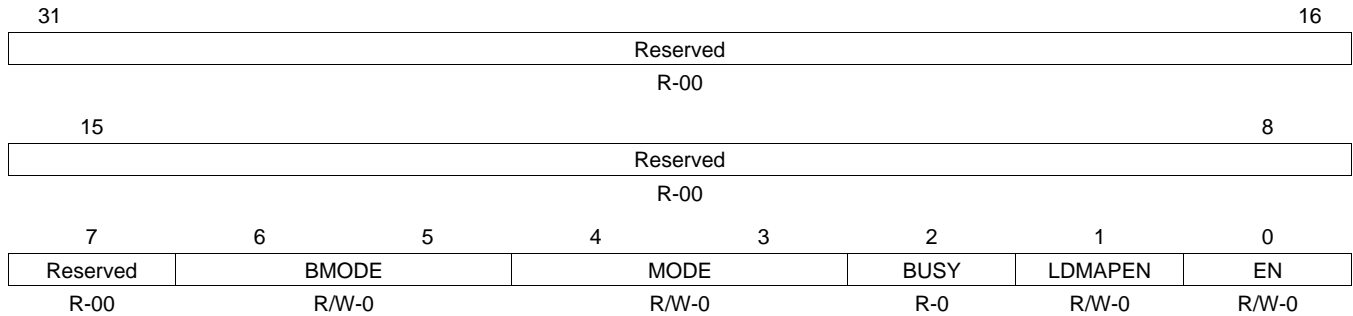 31 16
Reserved
R-00
15 8
Reserved
R-00
7 6 5 4 3 2 1 0
Reserved BMODE MODE BUSY LDMAPEN EN
R-00 R/W-0 R/W-0 R-0 R/W-0 R/W-0